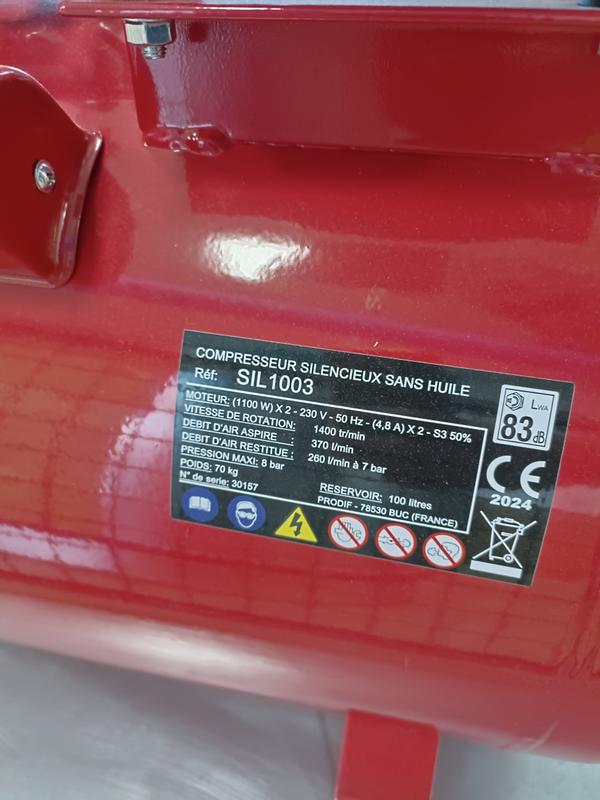 COMPRESSEUR SILENCIEUX SANS HUILE
Réf: SIL1003
MOTEUR: (1100 W) X 2 - 230 V - 50 Hz - (4,8 A) X 2 - S3 50%
VITESSE DE ROTATION: 1400 tr/min
DEBIT D'AIR ASPIRE : 370 l/min
DEBIT D'AIR RESTITUE : 260 l/min à 7 bar
PRESSION MAXI: 8 bar
POIDS: 70 kg
RESERVOIR: 100 litres
N° de serie: 30157
PRODIF - 78530 BUC (FRANCE)
LWA
83dB
CE
2024